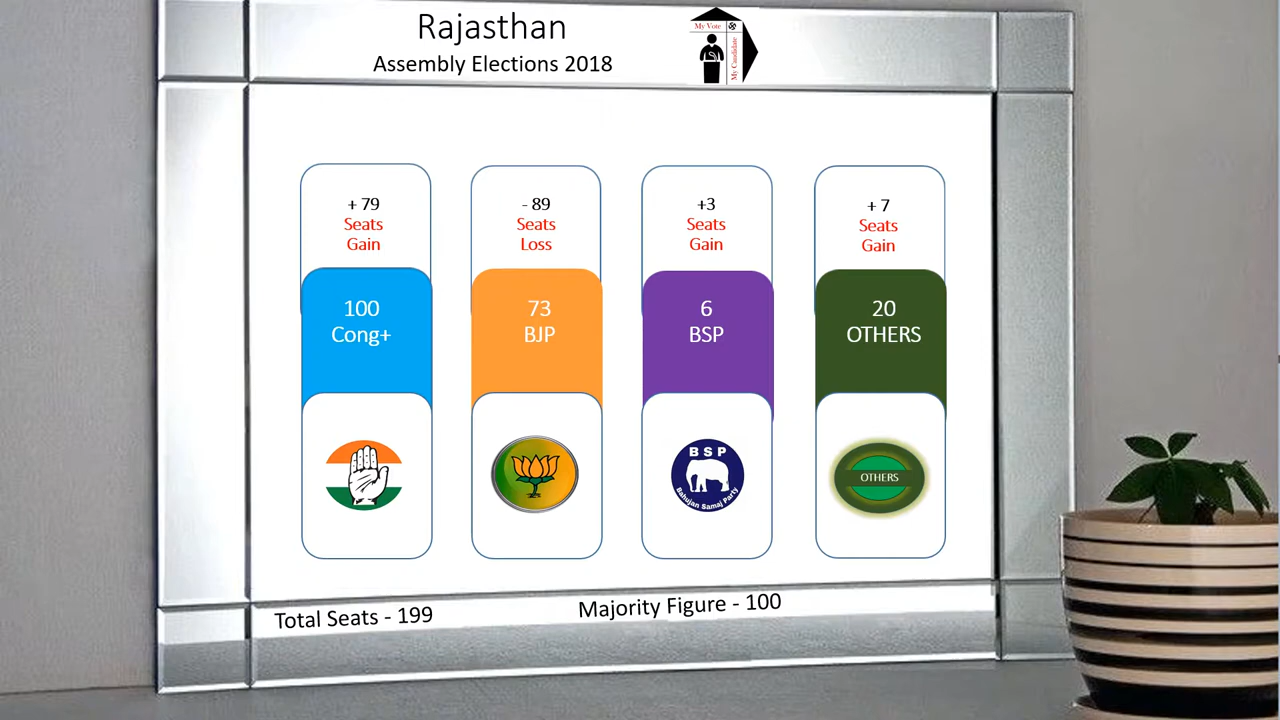 Rajasthan
Assembly Elections 2018
My Vote
My Candidate
+ 79
Seats
Gain
- 89
Seats
Loss
+3
Seats
Gain
+ 7
Seats
Gain
100
Cong+
73
BJP
6
BSP
20
OTHERS
BSP
Bahujan Samaj Party
OTHERS
Total Seats - 199
Majority Figure - 100